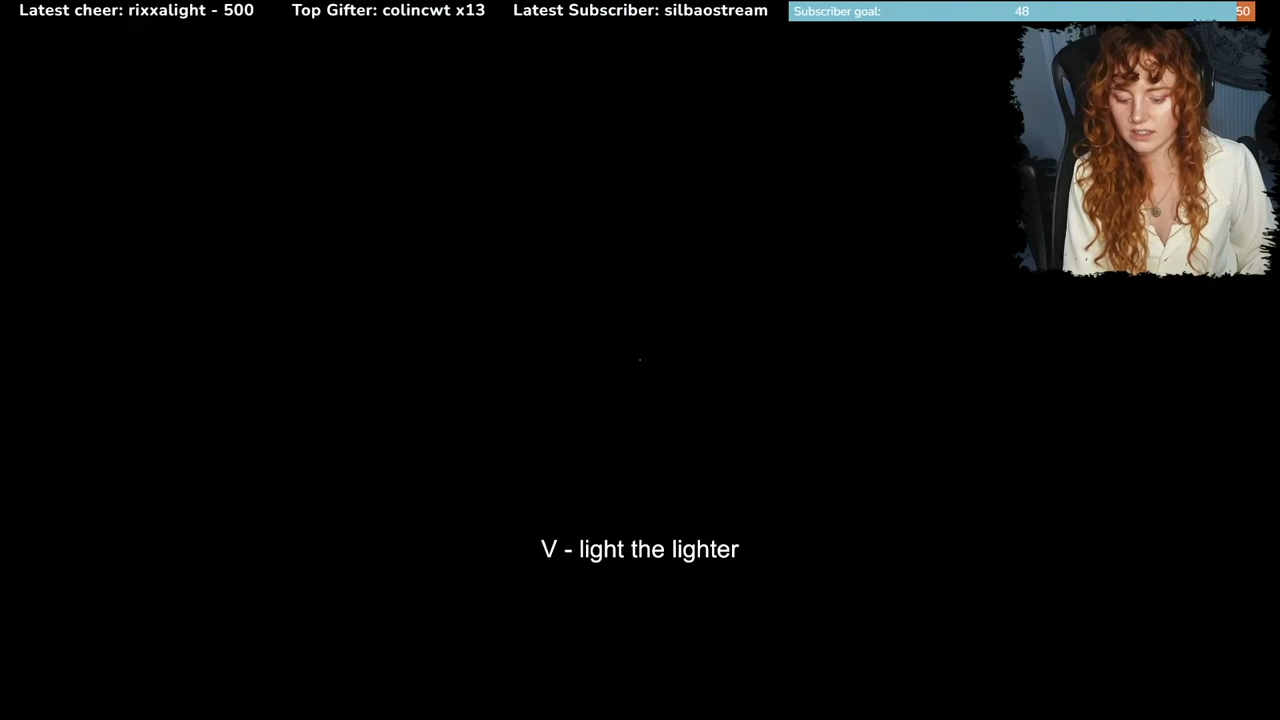 Latest cheer: rixxalight - 500 Top Gifter: colincwt x13 Latest Subscriber: silbaostream Subscriber goal: 48 50
V - light the lighter